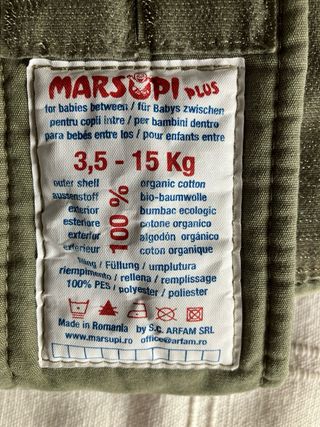 MARSUPI PLUS
for babies between / für Babys zwischen
pentru copii intre / per bambini dentro
para bebés entre los / pour enfants entre
3,5 - 15 Kg
outer shell 100 % organic cotton
aussenstoff bio-baumwolle
exterior bumbac ecologic
esteriore cotone organico
exterior algodón orgánico
exterieur coton organique
filling / Füllung / umplutura
riempimento / rellena / remplissage
100% PES / polyester / poliester
Made in Romania by S.C. ARFAM SRL
www.marsupi.ro office@arfam.ro